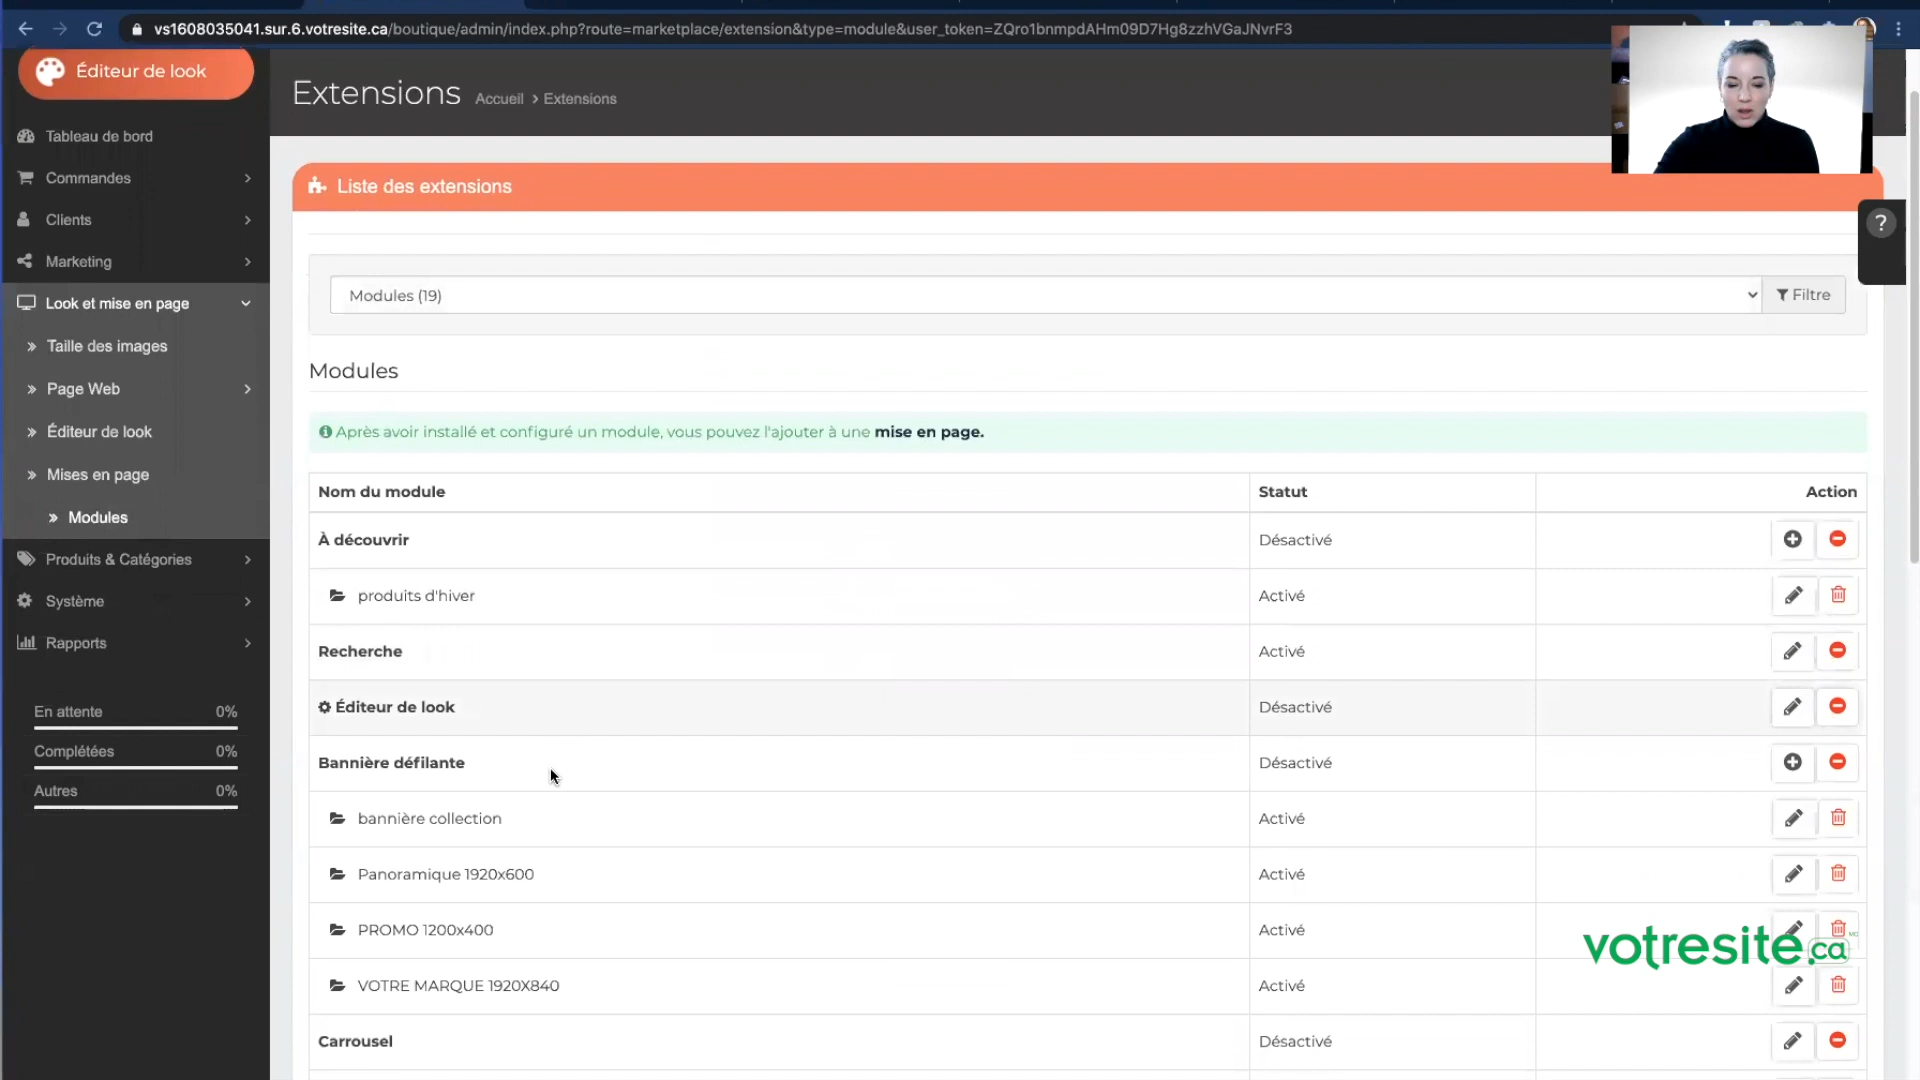 vs1608035041.sur.6.votresite.ca/boutique/admin/index.php?route=marketplace/extension&type=module&user_token=ZQro1bnmpdAHm09D7Hg8zzhVGaJNvrF3
Éditeur de look
Extensions Accueil > Extensions
Tableau de bord
Commandes
Clients
Marketing
Look et mise en page
Taille des images
Page Web
Éditeur de look
Mises en page
Modules
Produits & Catégories
Système
Rapports
En attente 0%
Complétées 0%
Autres 0%
Liste des extensions
?
Modules (19)
Filtre
Modules
Après avoir installé et configuré un module, vous pouvez l'ajouter à une mise en page.
Nom du module Statut Action
À découvrir Désactivé
produits d'hiver Activé
Recherche Activé
Éditeur de look Désactivé
Bannière défilante Désactivé
bannière collection Activé
Panoramique 1920x600 Activé
PROMO 1200x400 Activé
votresite.ca MC
VOTRE MARQUE 1920X840 Activé
Carrousel Désactivé